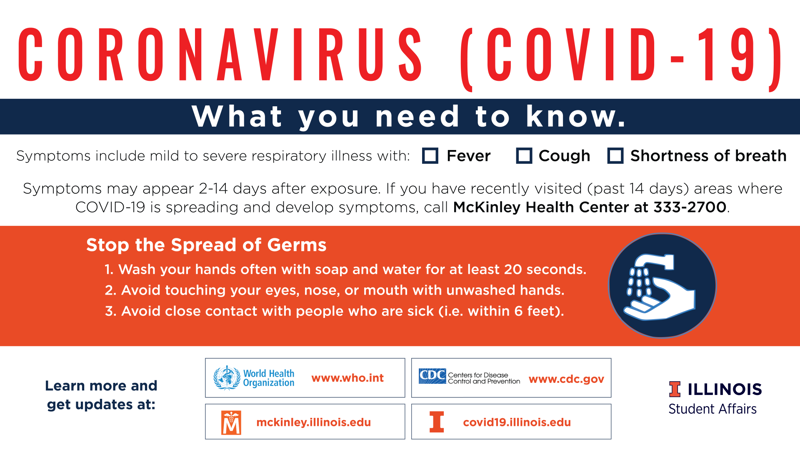 CORONAVIRUS (COVID-19)
What you need to know.
Symptoms include mild to severe respiratory illness with: Fever Cough Shortness of breath
Symptoms may appear 2-14 days after exposure. If you have recently visited (past 14 days) areas where
COVID-19 is spreading and develop symptoms, call McKinley Health Center at 333-2700.
Stop the Spread of Germs
1. Wash your hands often with soap and water for at least 20 seconds.
2. Avoid touching your eyes, nose, or mouth with unwashed hands.
3. Avoid close contact with people who are sick (i.e. within 6 feet).
Learn more and
get updates at:
World Health
Organization
www.who.int
CDC
Centers for Disease
Control and Prevention
www.cdc.gov
M
mckinley.illinois.edu
I
covid19.illinois.edu
I ILLINOIS
Student Affairs